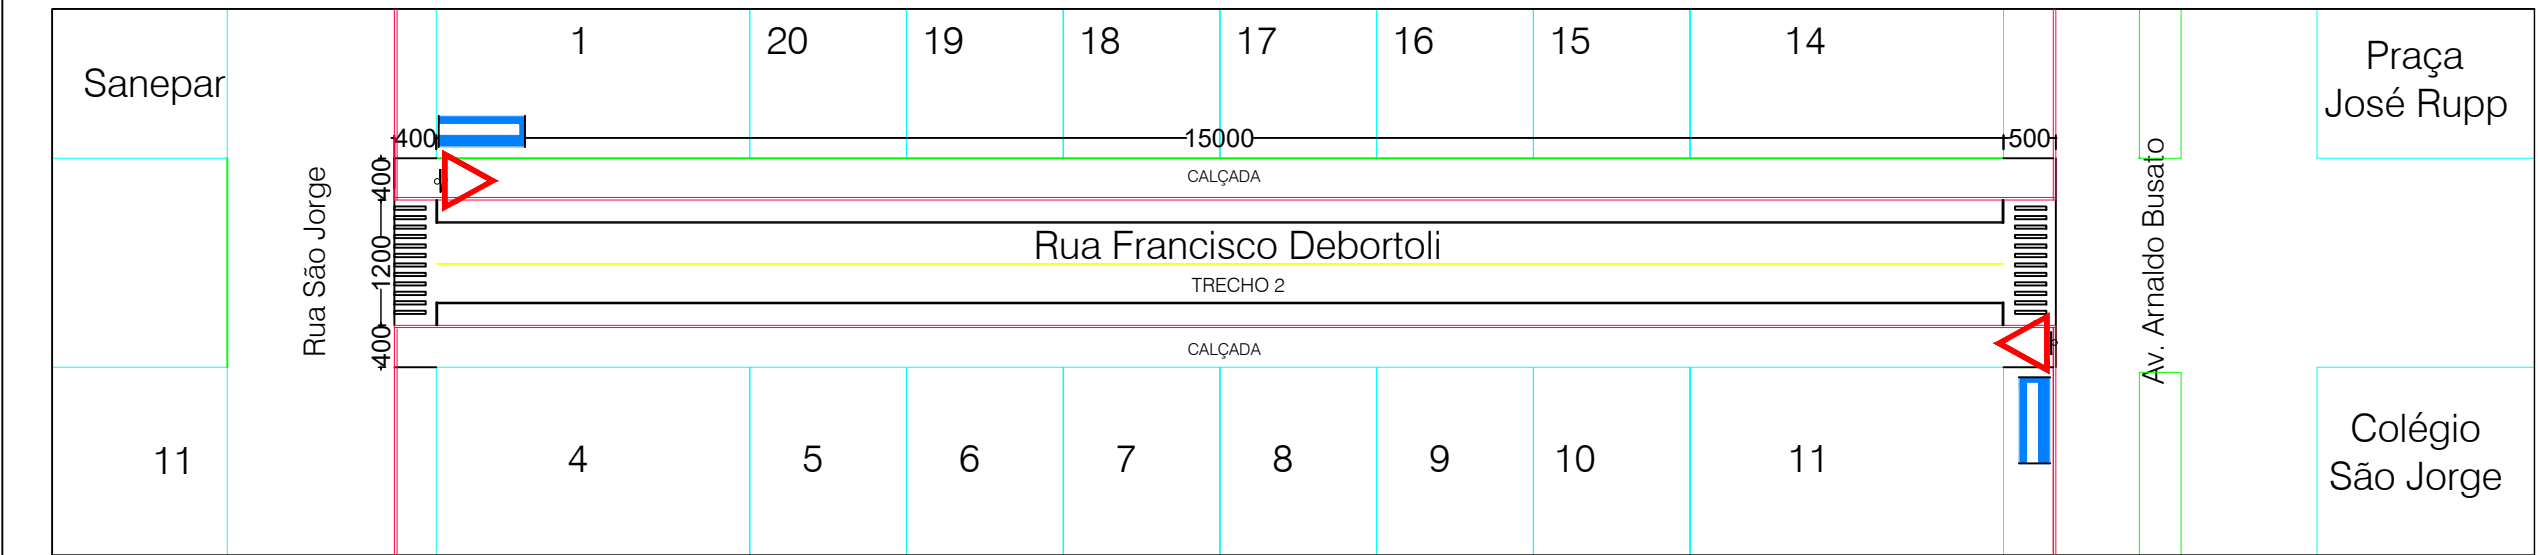 1 20 19 18 17 16 15 14
Sanepar
Praça
José Rupp
400 15000 500
400
CALÇADA
Rua São Jorge
1200
Rua Francisco Debortoli
TRECHO 2
Av. Arnaldo Busato
400
CALÇADA
11 4 5 6 7 8 9 10 11
Colégio
São Jorge